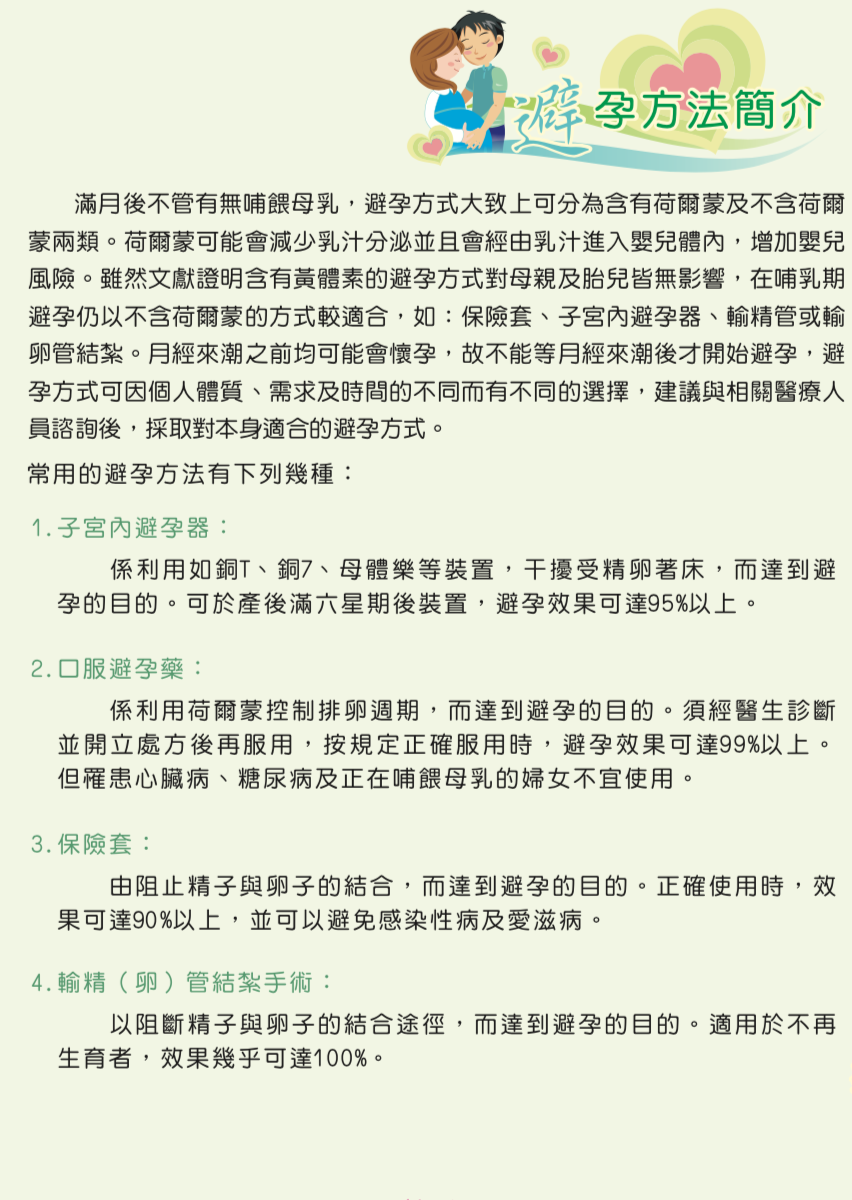 避孕方法簡介
滿月後不管有無哺餵母乳，避孕方式大致上可分為含有荷爾蒙及不含荷爾
蒙兩類。荷爾蒙可能會減少乳汁分泌並且會經由乳汁進入嬰兒體內，增加嬰兒
風險。雖然文獻證明含有黃體素的避孕方式對母親及胎兒皆無影響，在哺乳期
避孕仍以不含荷爾蒙的方式較適合，如：保險套、子宮內避孕器、輸精管或輸
卵管結紮。月經來潮之前均可能會懷孕，故不能等月經來潮後才開始避孕，避
孕方式可因個人體質、需求及時間的不同而有不同的選擇，建議與相關醫療人
員諮詢後，採取對本身適合的避孕方式。
常用的避孕方法有下列幾種：
1.子宮內避孕器：
係利用如銅T、銅7、母體樂等裝置，干擾受精卵著床，而達到避
孕的目的。可於產後滿六星期後裝置，避孕效果可達95%以上。
2.口服避孕藥：
係利用荷爾蒙控制排卵週期，而達到避孕的目的。須經醫生診斷
並開立處方後再服用，按規定正確服用時，避孕效果可達99%以上。
但罹患心臟病、糖尿病及正在哺餵母乳的婦女不宜使用。
3.保險套：
由阻止精子與卵子的結合，而達到避孕的目的。正確使用時，效
果可達90%以上，並可以避免感染性病及愛滋病。
4.輸精（卵）管結紮手術：
以阻斷精子與卵子的結合途徑，而達到避孕的目的。適用於不再
生育者，效果幾乎可達100%。